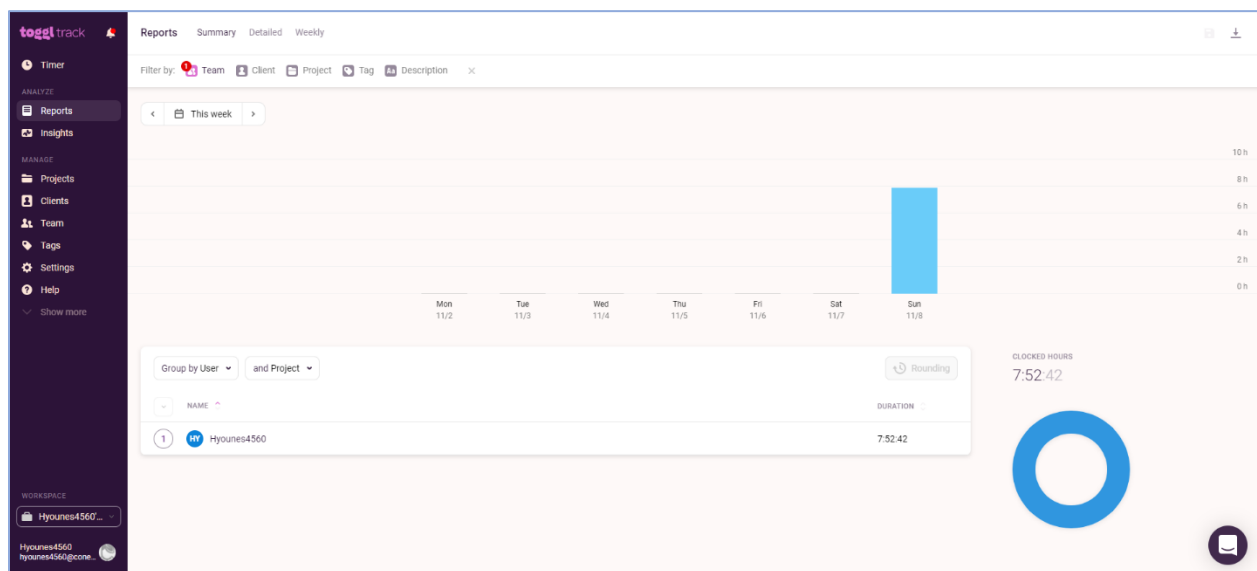 toggl track
Timer
ANALYZE
Reports
Insights
MANAGE
Projects
Clients
Team
Tags
Settings
Help
Show more
WORKSPACE
Hyounes4560'...
Hyounes4560
hyounes4560@cone...
Reports Summary Detailed Weekly
Filter by: 1 Team Client Project Tag Aa Description ×
< This week >
10 h
8 h
6 h
4 h
2 h
0 h
Mon Tue Wed Thu Fri Sat Sun
11/2 11/3 11/4 11/5 11/6 11/7 11/8
Group by User and Project Rounding
NAME DURATION
1 HY Hyounes4560 7:52:42
CLOCKED HOURS
7:52:42